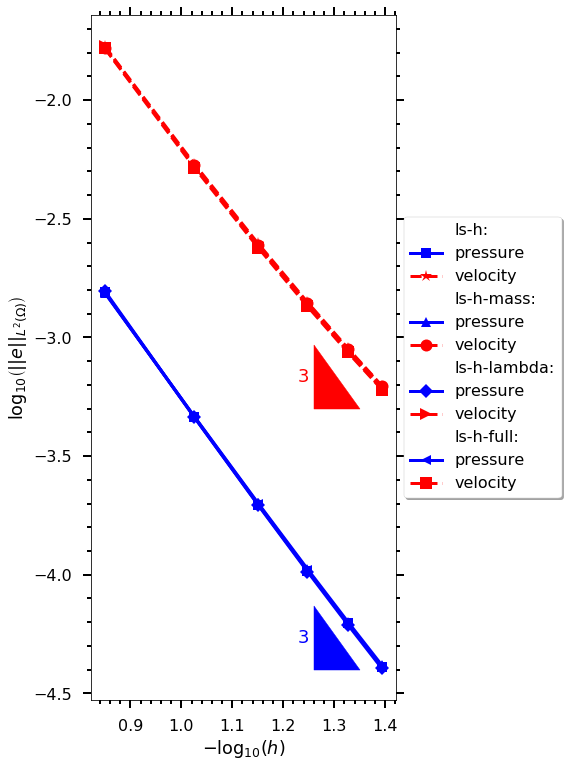 −2.0
−2.5
−3.0
−3.5
−4.0
−4.5
log₁₀(||e||_{L²(Ω)})
3
3
0.9 1.0 1.1 1.2 1.3 1.4
−log₁₀(h)
ls-h:
pressure
velocity
ls-h-mass:
pressure
velocity
ls-h-lambda:
pressure
velocity
ls-h-full:
pressure
velocity